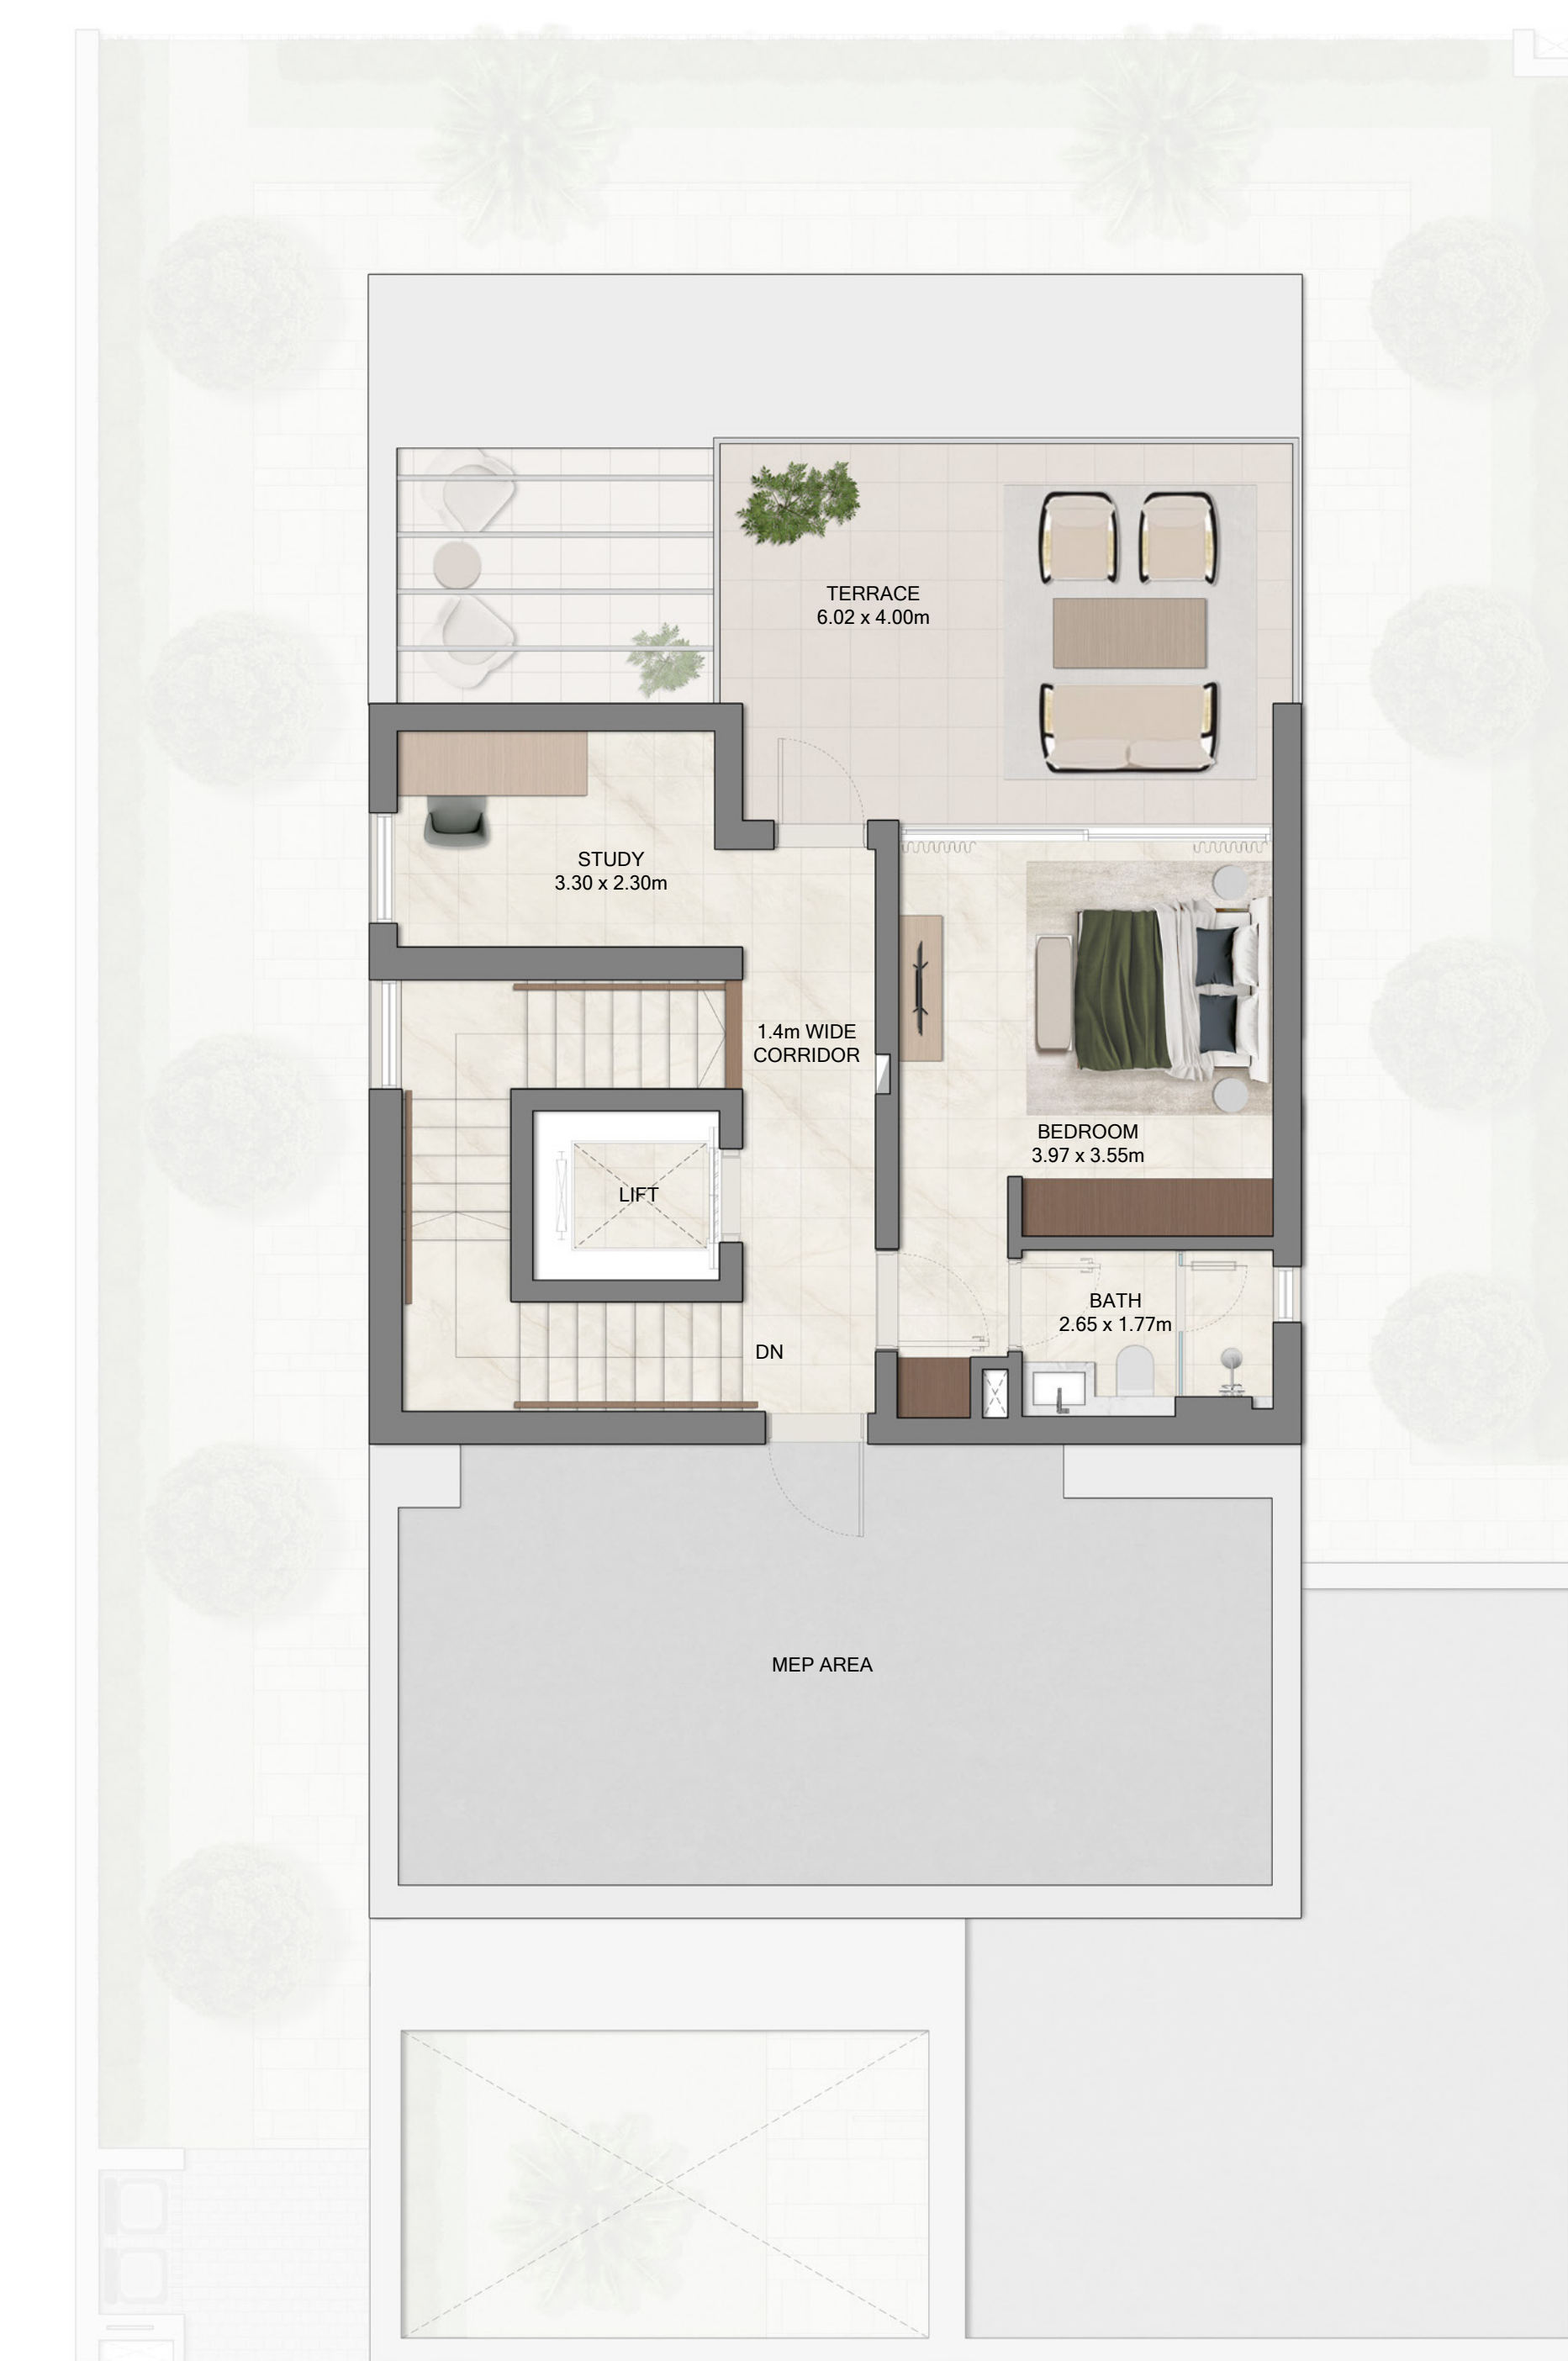 TERRACE
6.02 x 4.00m
STUDY
3.30 x 2.30m
1.4m WIDE
CORRIDOR
BEDROOM
3.97 x 3.55m
LIFT
BATH
2.65 x 1.77m
DN
MEP AREA